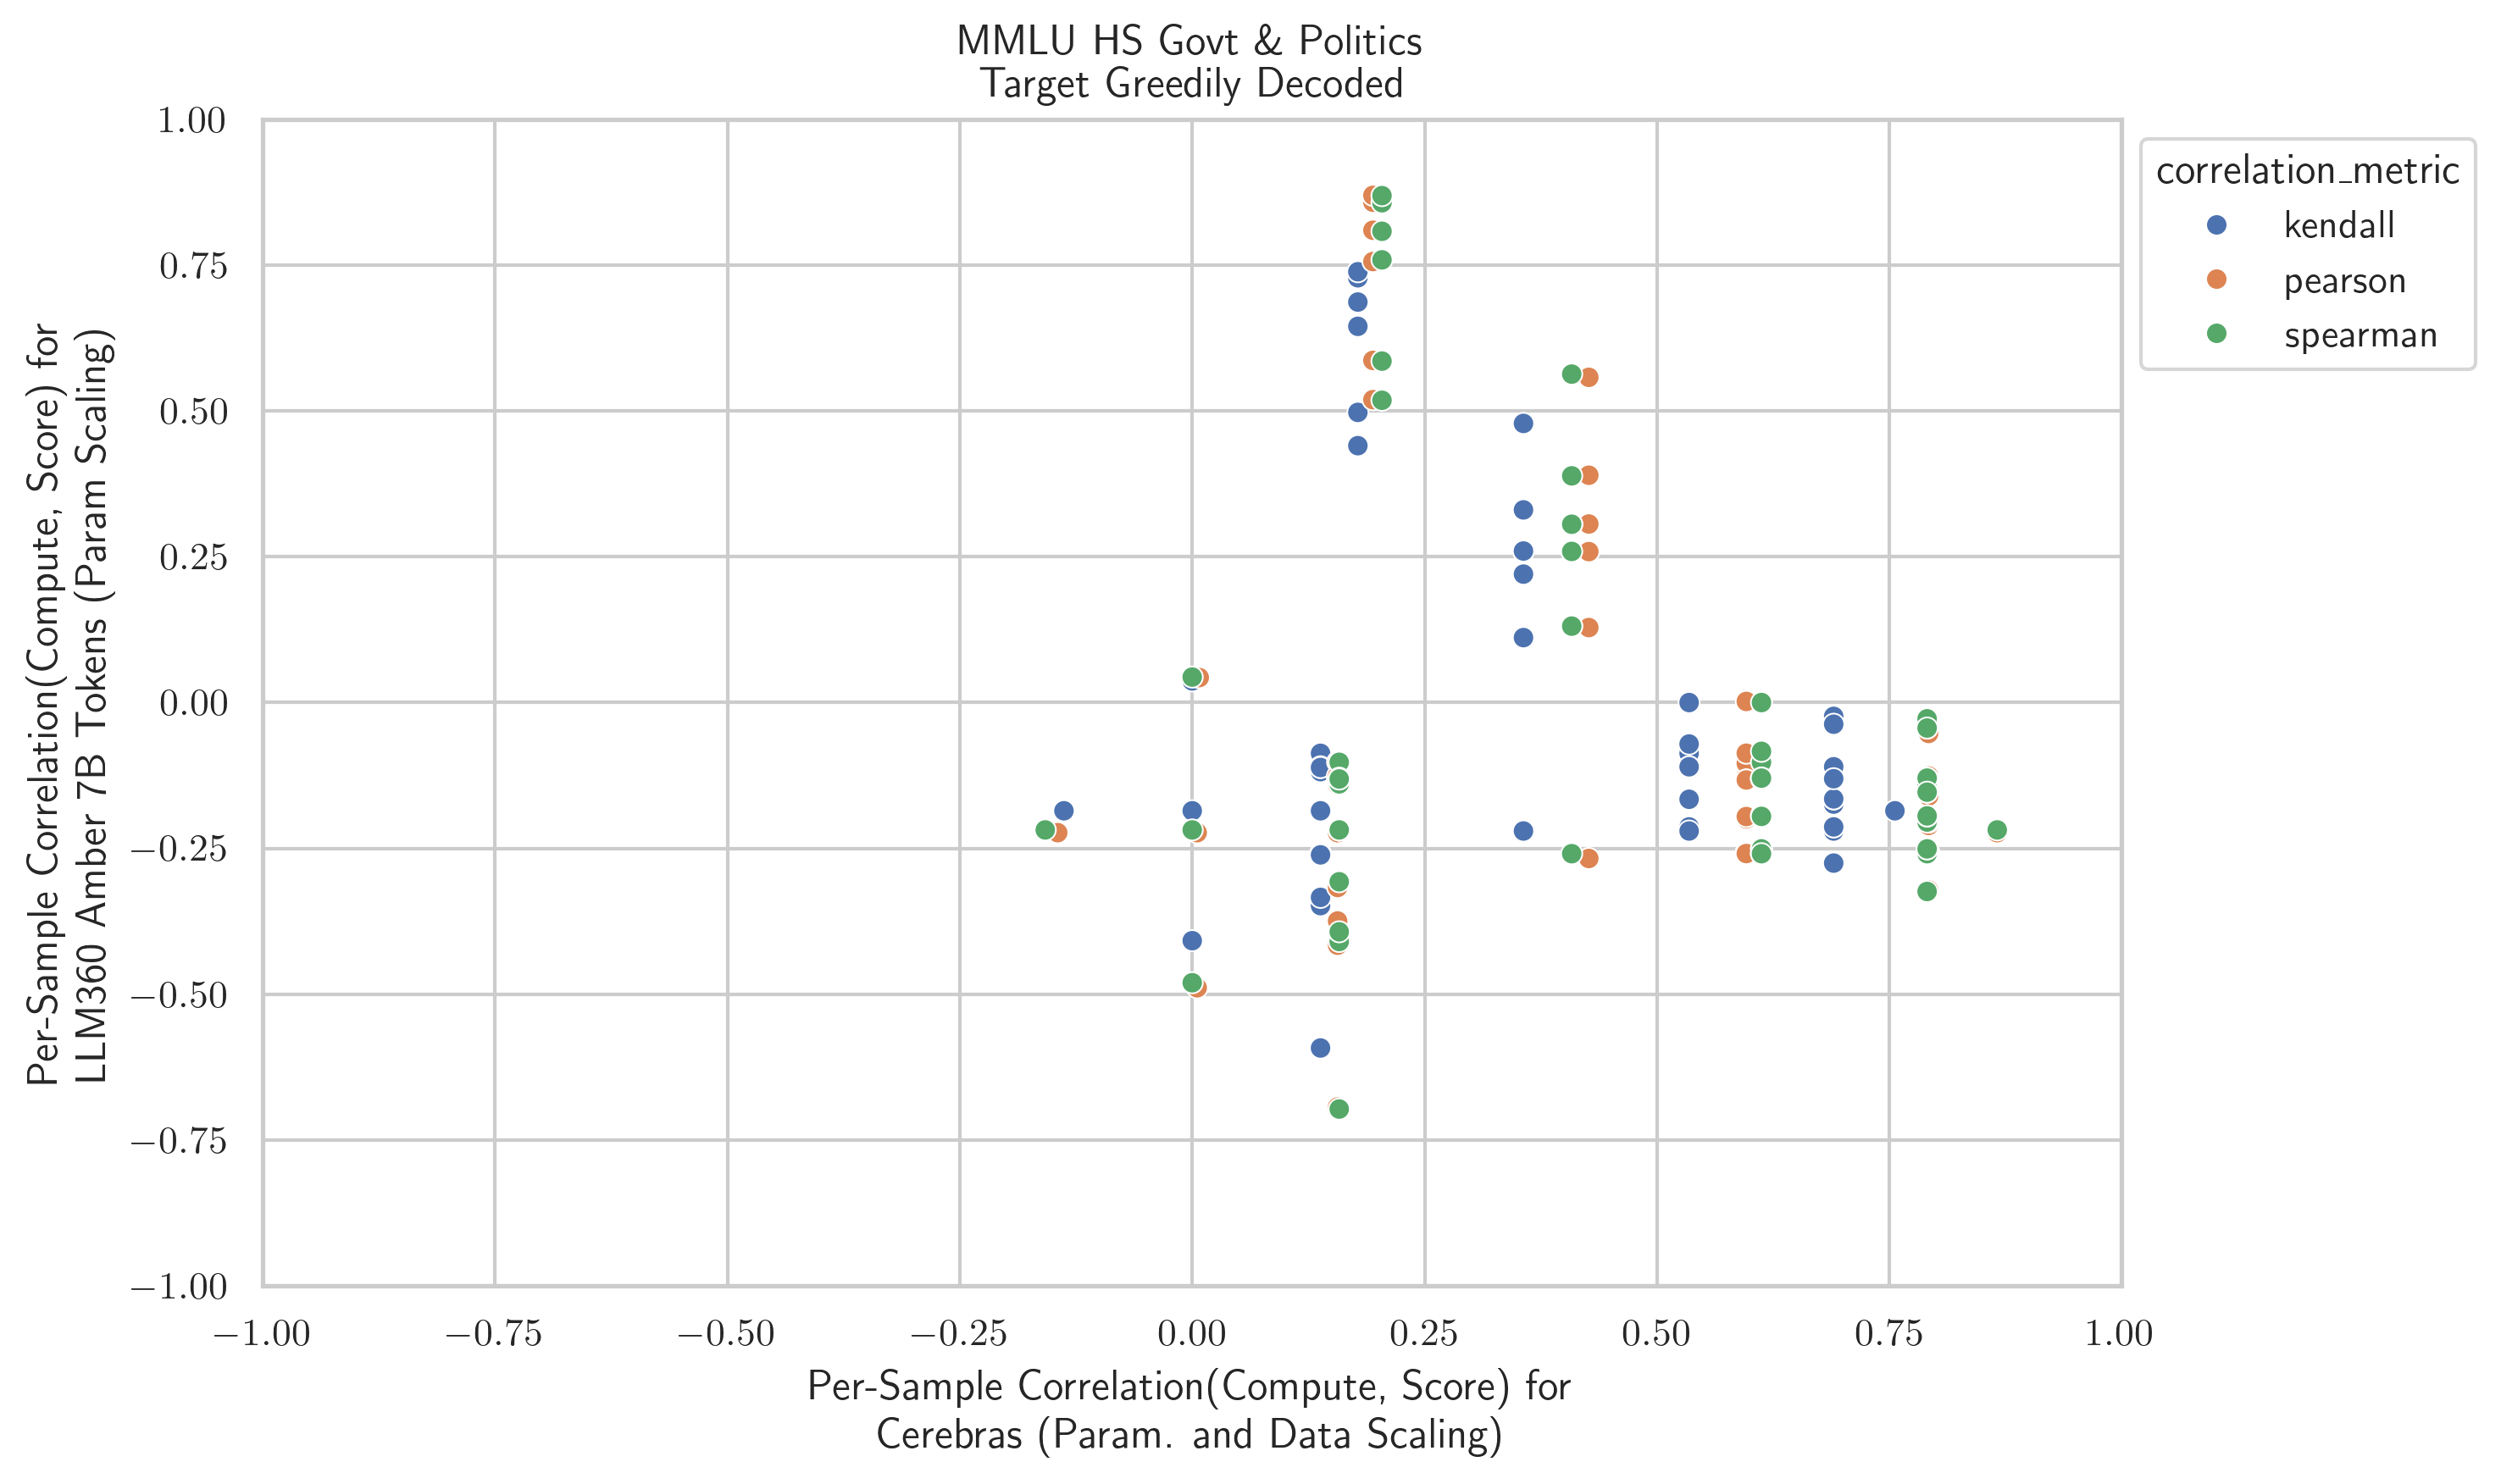 MMLU HS Govt & Politics
Target Greedily Decoded
Per-Sample Correlation(Compute, Score) for
LLM360 Amber 7B Tokens (Param Scaling)
1.00
0.75
0.50
0.25
0.00
−0.25
−0.50
−0.75
−1.00
−1.00 −0.75 −0.50 −0.25 0.00 0.25 0.50 0.75 1.00
Per-Sample Correlation(Compute, Score) for
Cerebras (Param. and Data Scaling)
correlation_metric
kendall
pearson
spearman